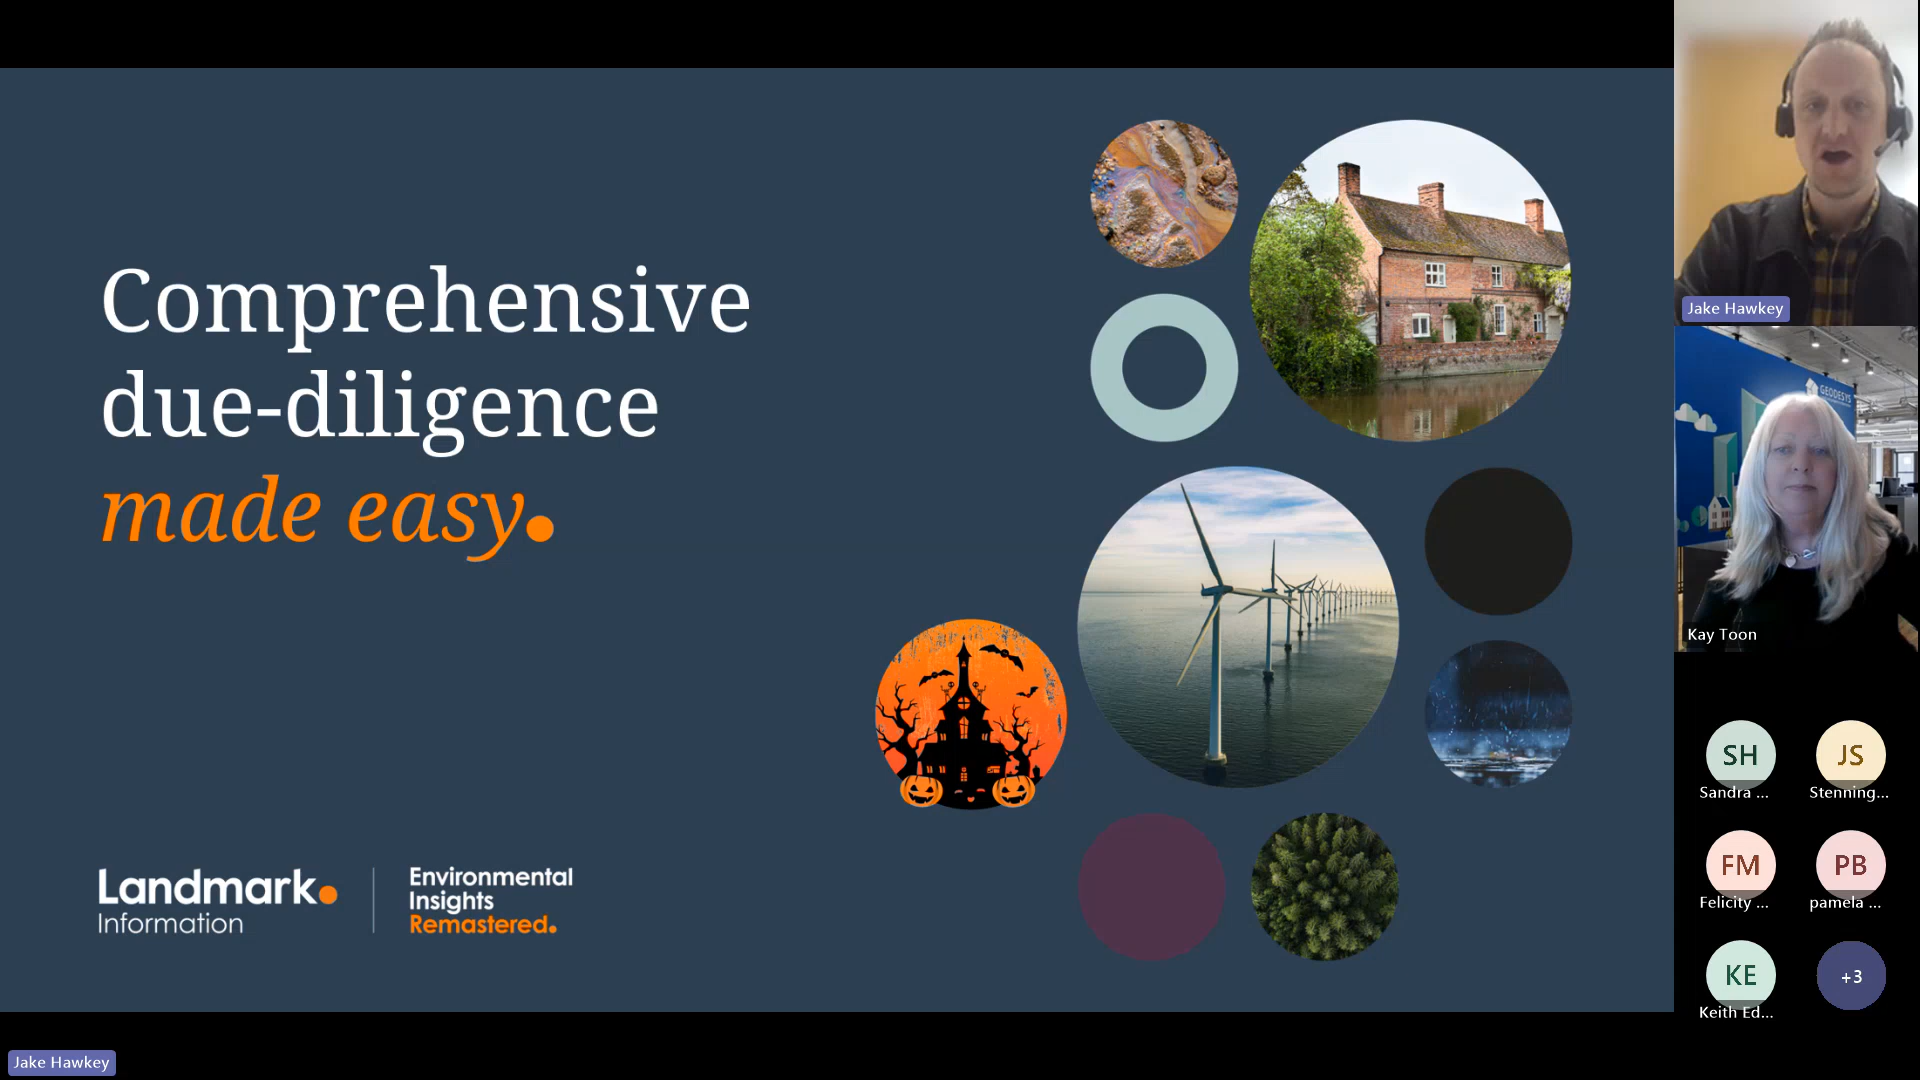 Comprehensive
due-diligence
made easy.
Landmark.
Information
Environmental
Insights
Remastered.
Jake Hawkey
Jake Hawkey
GEODESYS
Kay Toon
SH
JS
Sandra ...
Stenning...
FM
PB
Felicity ...
pamela ...
KE
+3
Keith Ed...